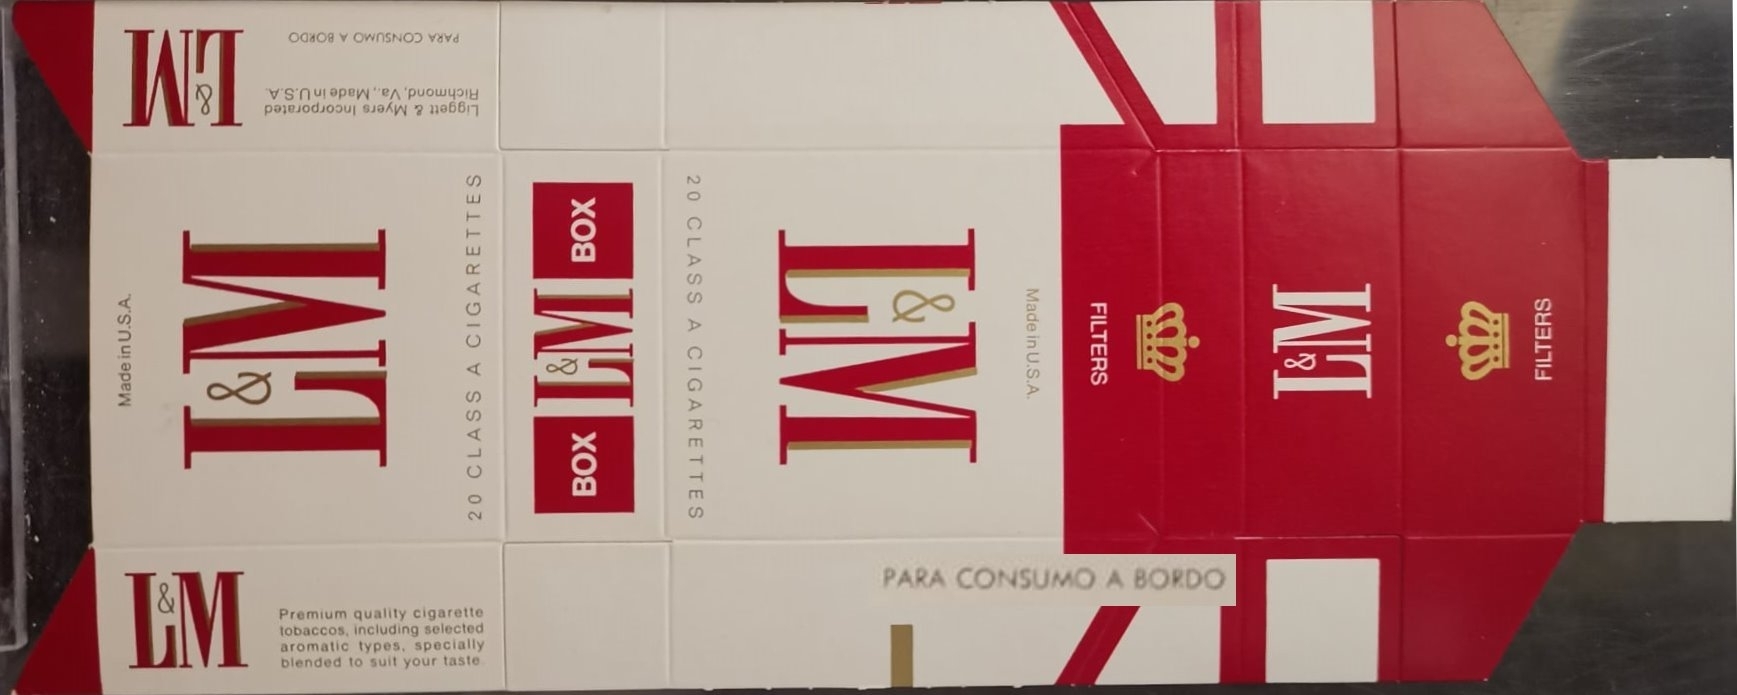 PARA CONSUMO A BORDO
L&M
Liggett & Myers Incorporated
Richmond, Va., Made in U.S.A.
Made in U.S.A.
L&M
20 CLASS A CIGARETTES
BOX
L&M
BOX
20 CLASS A CIGARETTES
L&M
Made in U.S.A.
FILTERS
L&M
FILTERS
L&M
Premium quality cigarette
tobaccos, including selected
aromatic types, specially
blended to suit your taste.
PARA CONSUMO A BORDO